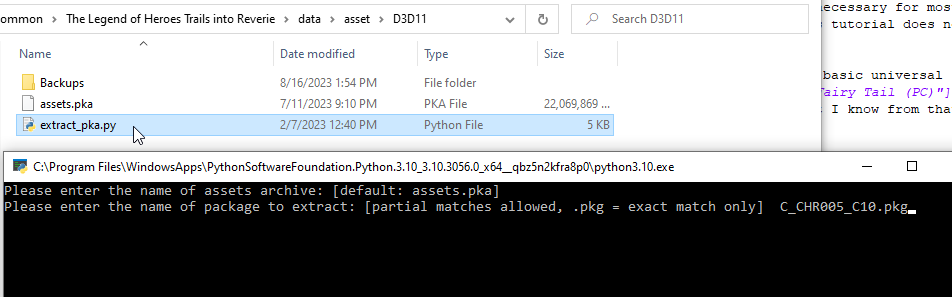 ommon > The Legend of Heroes Trails into Reverie > data > asset > D3D11
Search D3D11
necessary for mos
tutorial does n
Name
Date modified
Type
Size
Backups
8/16/2023 1:54 PM
File folder
basic universal
assets.pka
7/11/2023 9:10 PM
PKA File
22,069,869 ...
Fairy Tail (PC)"]
extract_pka.py
2/7/2023 12:40 PM
Python File
5 KB
I know from tha
C:\Program Files\WindowsApps\PythonSoftwareFoundation.Python.3.10_3.10.3056.0_x64__qbz5n2kfra8p0\python3.10.exe
Please enter the name of assets archive: [default: assets.pka]
Please enter the name of package to extract: [partial matches allowed, .pkg = exact match only]  C_CHR005_C10.pkg